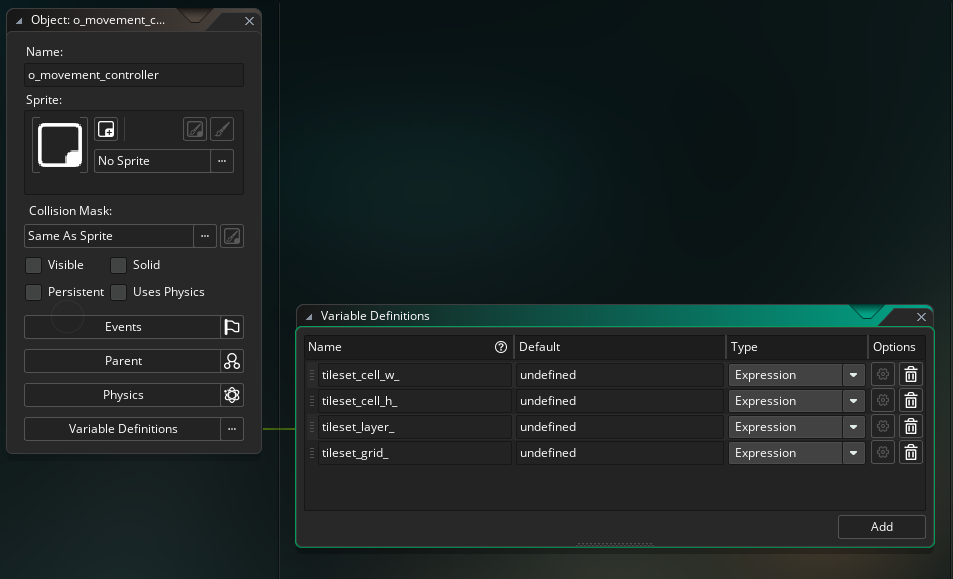 Object: o_movement_c...
Name:
o_movement_controller
Sprite:
No Sprite
...
Collision Mask:
Same As Sprite
...
Visible
Solid
Persistent
Uses Physics
Events
Parent
Physics
Variable Definitions
...
Variable Definitions
Name
Default
Type
Options
tileset_cell_w_ undefined Expression
tileset_cell_h_ undefined Expression
tileset_layer_ undefined Expression
tileset_grid_ undefined Expression
Add